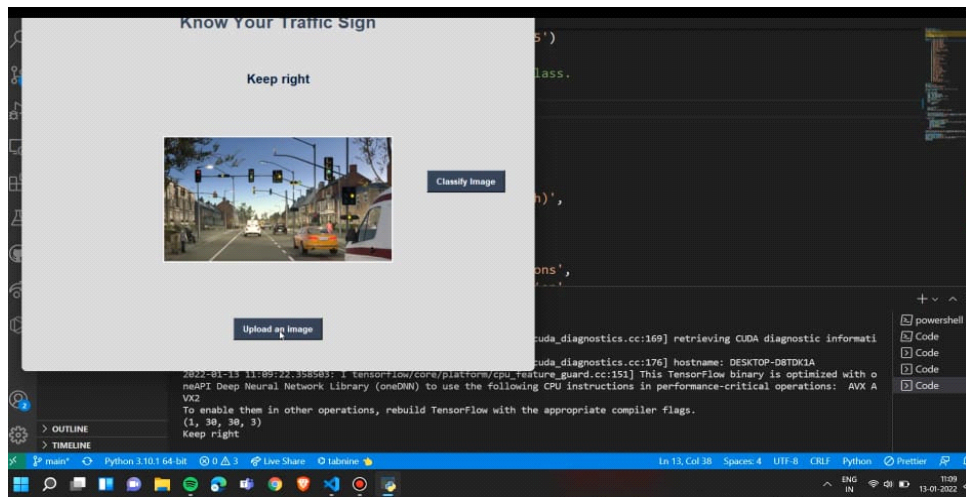 Know Your Traffic Sign
5')
lass.
Keep right
Classify Image
h)',
ons',
Upload an image
cuda_diagnostics.cc:169] retrieving CUDA diagnostic informati
cuda_diagnostics.cc:176] hostname: DESKTOP-D8TDK1A
2022-01-13 11:09:22.358503: I tensorflow/core/platform/cpu_feature_guard.cc:151] This TensorFlow binary is optimized with o
neAPI Deep Neural Network Library (oneDNN) to use the following CPU instructions in performance-critical operations: AVX A
VX2
To enable them in other operations, rebuild TensorFlow with the appropriate compiler flags.
(1, 30, 30, 3)
Keep right
powershell
Code
Code
Code
Code
2
OUTLINE
TIMELINE
main* Python 3.10.1 64-bit 0 3 Live Share tabnine Ln 13, Col 38 Spaces: 4 UTF-8 CRLF Python Prettier
ENG
IN
11:09
13-01-2022